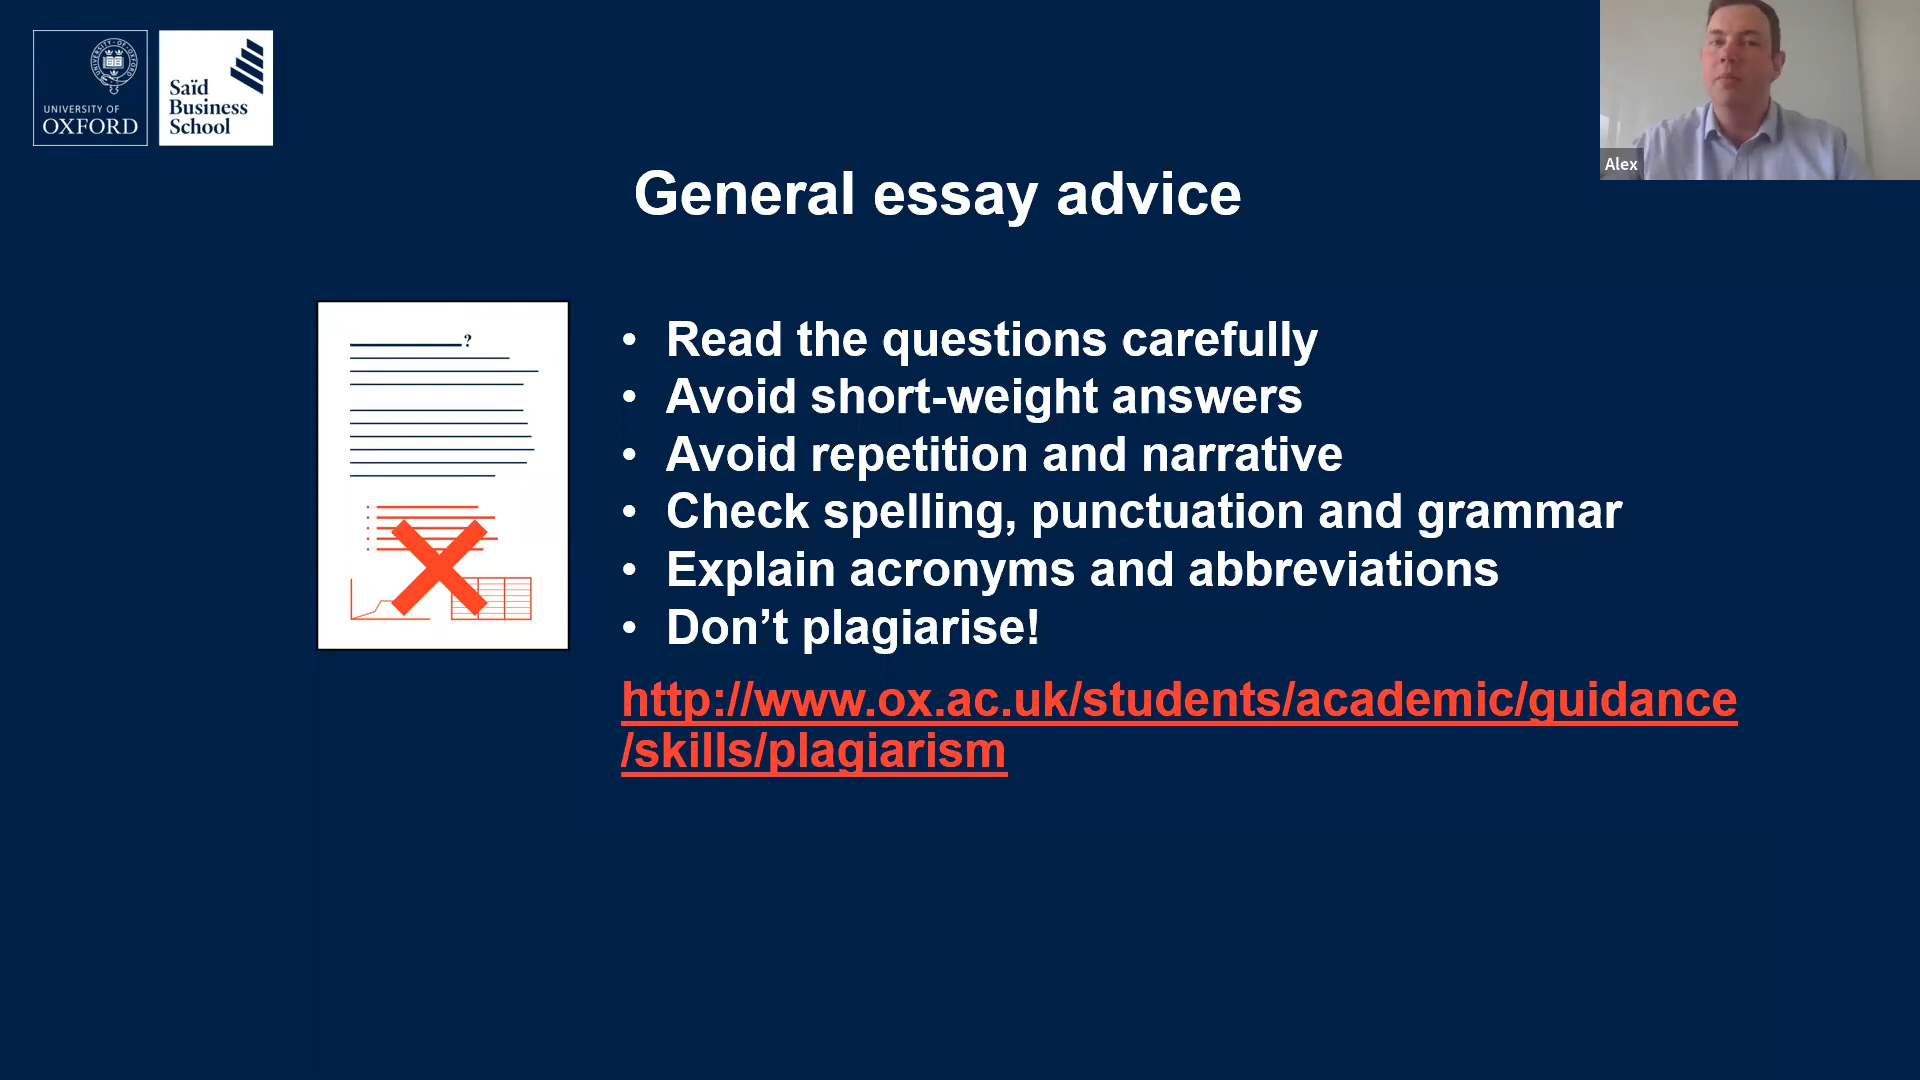 UNIVERSITY OF
OXFORD
Saïd
Business
School
Alex
General essay advice
?
• Read the questions carefully
• Avoid short-weight answers
• Avoid repetition and narrative
• Check spelling, punctuation and grammar
• Explain acronyms and abbreviations
• Don’t plagiarise!
http://www.ox.ac.uk/students/academic/guidance
/skills/plagiarism